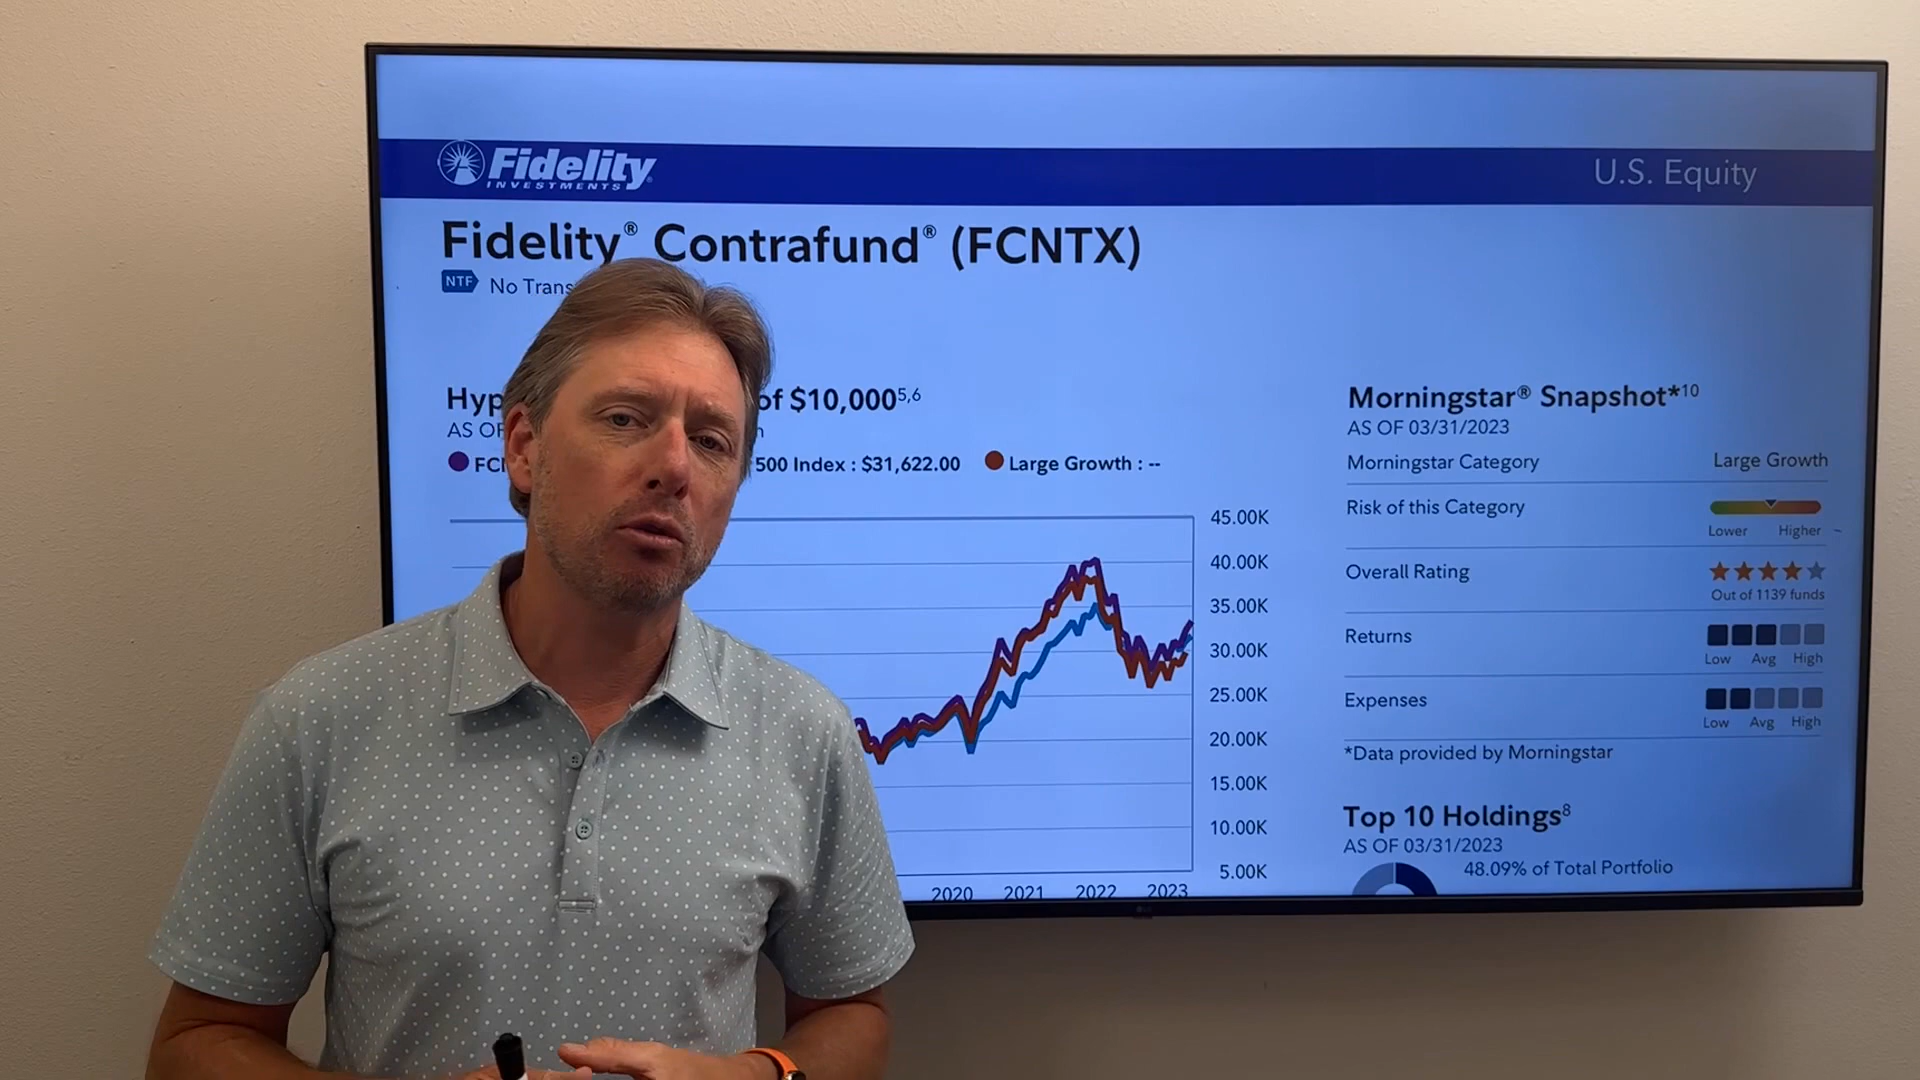 Fidelity
INVESTMENTS
U.S. Equity
Fidelity® Contrafund® (FCNTX)
NTF No Trans
Hyp of $10,000⁵,⁶
AS OF
FCN 500 Index : $31,622.00 Large Growth : --
45.00K
40.00K
35.00K
30.00K
25.00K
20.00K
15.00K
10.00K
5.00K
2020 2021 2022 2023
Morningstar® Snapshot*¹⁰
AS OF 03/31/2023
Morningstar Category Large Growth
Risk of this Category
Lower Higher
Overall Rating
Out of 1139 funds
Returns
Low Avg High
Expenses
Low Avg High
*Data provided by Morningstar
Top 10 Holdings⁸
AS OF 03/31/2023
48.09% of Total Portfolio